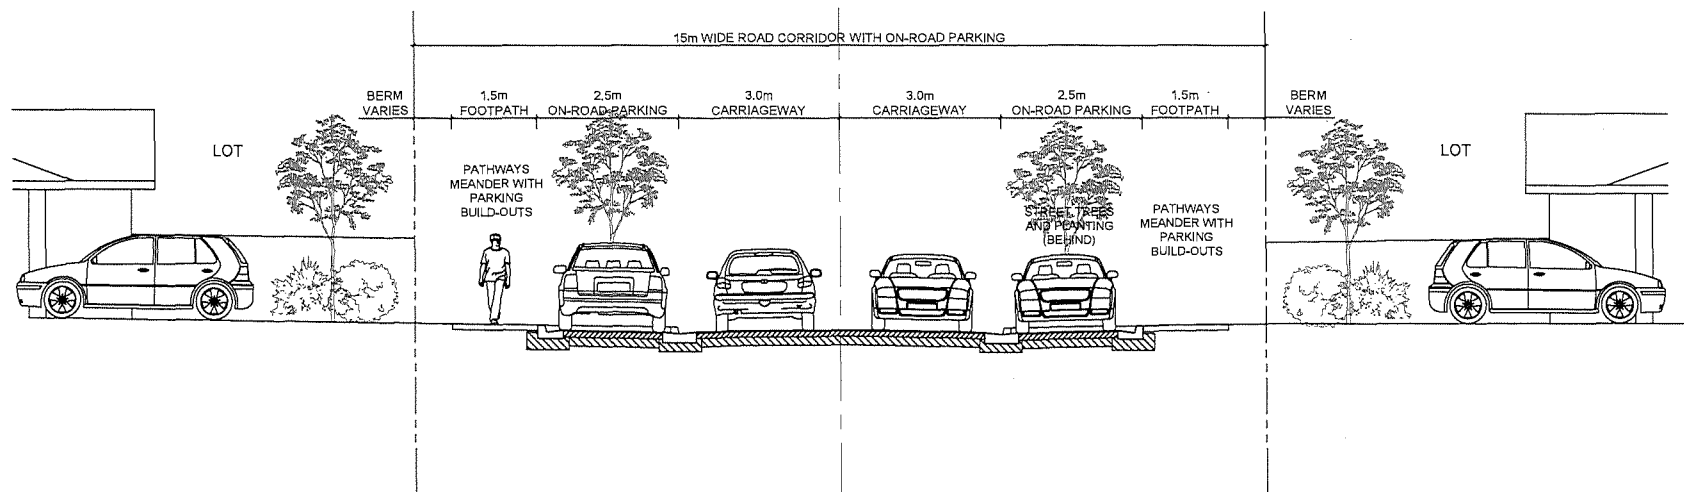 15m WIDE ROAD CORRIDOR WITH ON-ROAD PARKING
BERM
VARIES
1.5m
FOOTPATH
2.5m
ON-ROAD PARKING
3.0m
CARRIAGEWAY
3.0m
CARRIAGEWAY
2.5m
ON-ROAD PARKING
1.5m
FOOTPATH
BERM
VARIES
LOT
PATHWAYS
MEANDER WITH
PARKING
BUILD-OUTS
STREET TREES
AND PLANTING
(BEHIND)
PATHWAYS
MEANDER WITH
PARKING
BUILD-OUTS
LOT